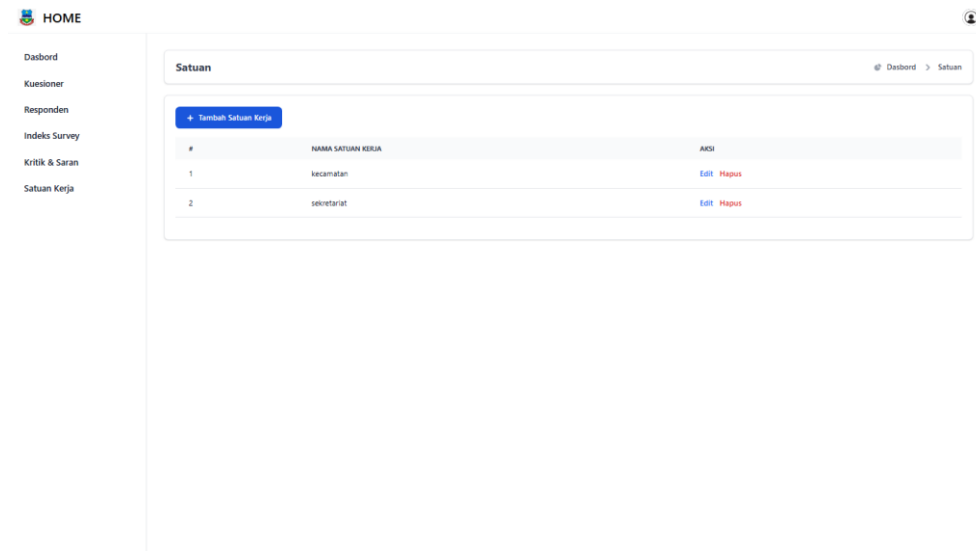 HOME
Dasbord
Kuesioner
Responden
Indeks Survey
Kritik & Saran
Satuan Kerja
Satuan
Dasbord > Satuan
+ Tambah Satuan Kerja
# NAMA SATUAN KERJA AKSI
1 kecamatan Edit Hapus
2 sekretariat Edit Hapus